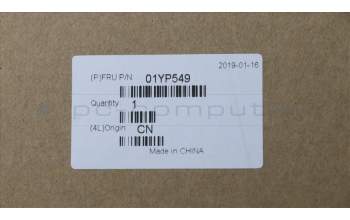 2019-01-16
(P)FRU P/N 01YP549
Quantity 1
(4L)Origin CN
Made in CHINA